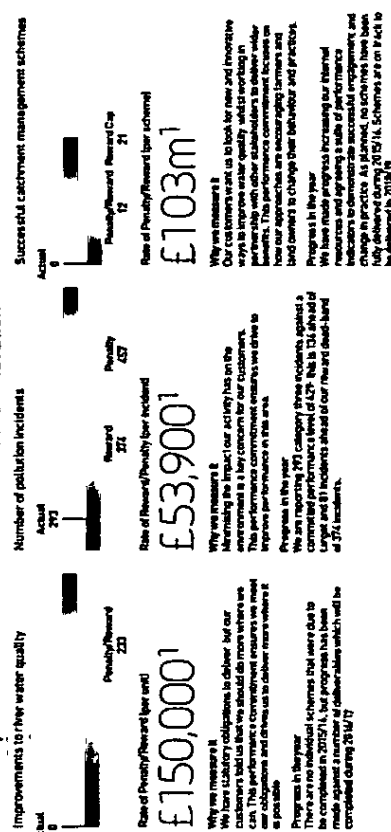 Improvements to river water quality
Penalty/Reward
233
Rate of Penalty/Reward (per unit)
£150,000¹
Why we measure it
We have statutory obligations to deliver but our
customers told us that we should do more where we
can. This performance commitment ensures we meet
our obligations and drives us to deliver more where it
is possible
Progress in the year
There are no individual schemes that were due to
be completed in 2015/16, but progress has been
made against a number of deliverables which will be
completed during 2016/17
Number of pollution incidents
Actual
293
Reward
374
Penalty
457
Rate of Reward/Penalty (per incident)
£53,900¹
Why we measure it
Minimising the impact our activity has on the
environment is a key concern for our customers.
This performance commitment ensures we drive to
improve performance in this area.
Progress in the year
We are reporting 293 category three incidents against a
committed performance level of 429. This is 136 ahead of
target and 81 incidents ahead of our reward dead-band
of 374 incidents.
Successful catchment management schemes
Actual
0
Penalty/Reward
12
Reward Cap
21
Rate of Penalty/Reward (per scheme)
£103m¹
Why we measure it
Our customers want us to look for new and innovative
ways to improve water quality whilst working in
partnership with other stakeholders to deliver wider
benefits. This performance commitment focuses on
how our approaches are encouraging farmers and
land owners to change their behaviour and practices.
Progress in the year
We have made progress increasing our internal
resources and agreeing a suite of performance
indicators to demonstrate successful engagement and
change in practice. As planned, no schemes have been
fully delivered during 2015/16. Schemes are on track to
be delivered in 2018/19